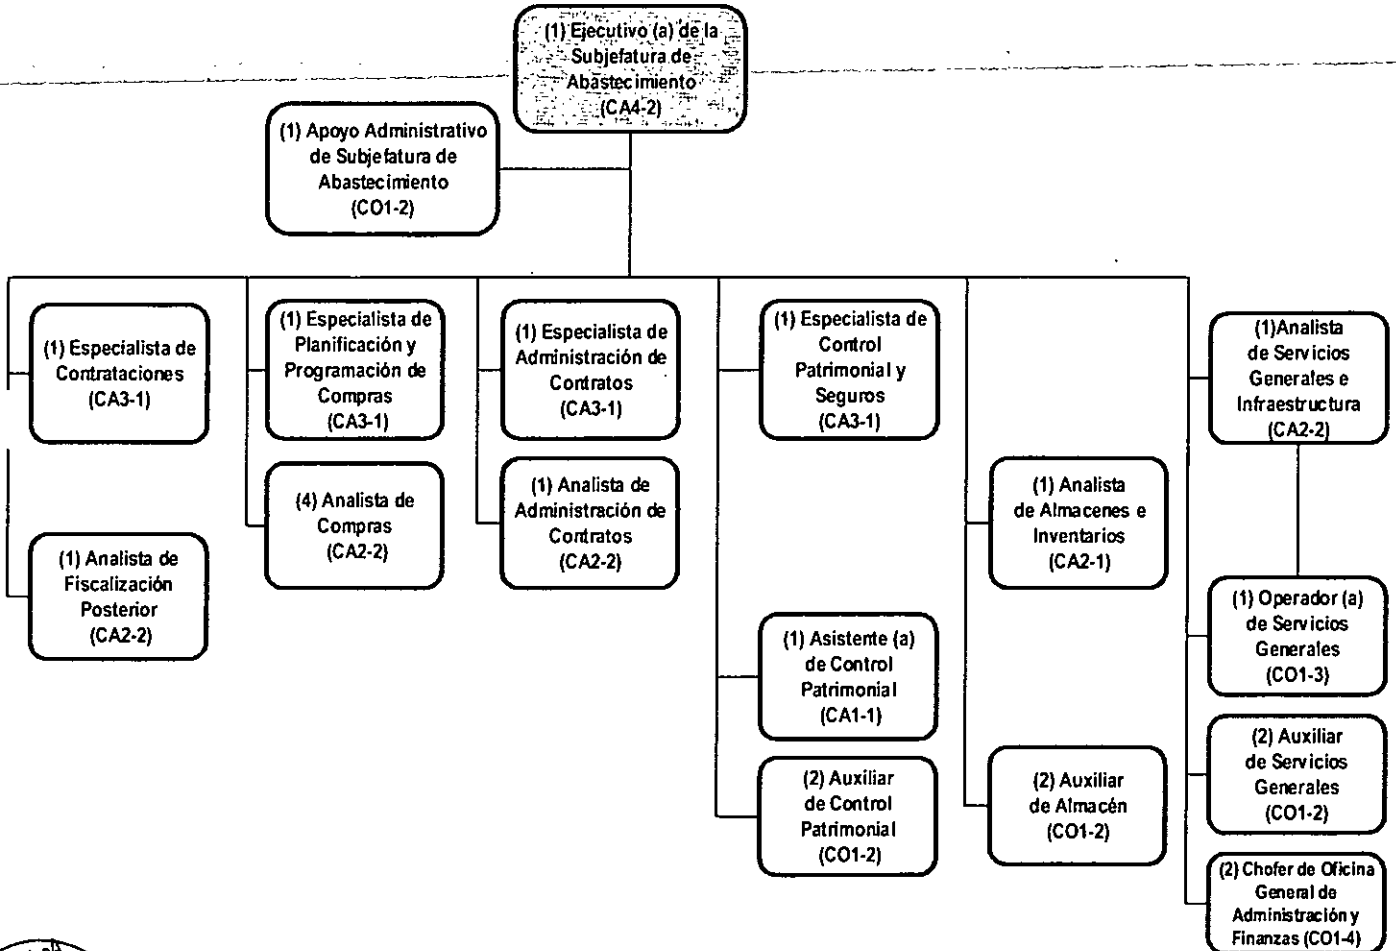 (1) Ejecutivo (a) de la
Subjefatura de
Abastecimiento
(CA4-2)
(1) Apoyo Administrativo
de Subjefatura de
Abastecimiento
(CO1-2)
(1) Especialista de
Contrataciones
(CA3-1)
(1) Especialista de
Planificación y
Programación de
Compras
(CA3-1)
(1) Especialista de
Administración de
Contratos
(CA3-1)
(1) Especialista de
Control
Patrimonial y
Seguros
(CA3-1)
(1)Analista
de Servicios
Generales e
Infraestructura
(CA2-2)
(4) Analista de
Compras
(CA2-2)
(1) Analista de
Administración de
Contratos
(CA2-2)
(1) Analista
de Almacenes e
Inventarios
(CA2-1)
(1) Analista de
Fiscalización
Posterior
(CA2-2)
(1) Operador (a)
de Servicios
Generales
(CO1-3)
(1) Asistente (a)
de Control
Patrimonial
(CA1-1)
(2) Auxiliar
de Servicios
Generales
(CO1-2)
(2) Auxiliar
de Control
Patrimonial
(CO1-2)
(2) Auxiliar
de Almacén
(CO1-2)
(2) Chofer de Oficina
General de
Administración y
Finanzas (CO1-4)